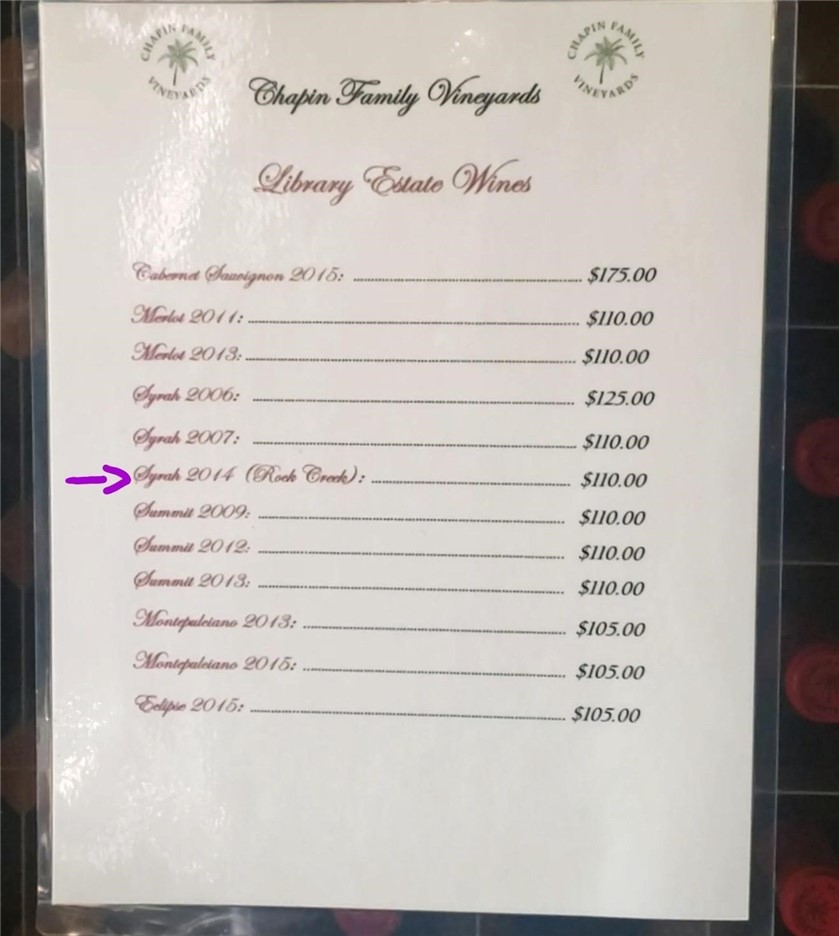 CHAPIN FAMILY VINEYARDS
CHAPIN FAMILY VINEYARDS
Chapin Family Vineyards
Library Estate Wines
Cabernet Sauvignon 2015: ........ $175.00
Merlot 2011: ........ $110.00
Merlot 2013: ........ $110.00
Syrah 2006: ........ $125.00
Syrah 2007: ........ $110.00
Syrah 2014 (Rock Creek): ........ $110.00
Summit 2009: ........ $110.00
Summit 2012: ........ $110.00
Summit 2013: ........ $110.00
Montepulciano 2013: ........ $105.00
Montepulciano 2015: ........ $105.00
Eclipse 2015: ........ $105.00